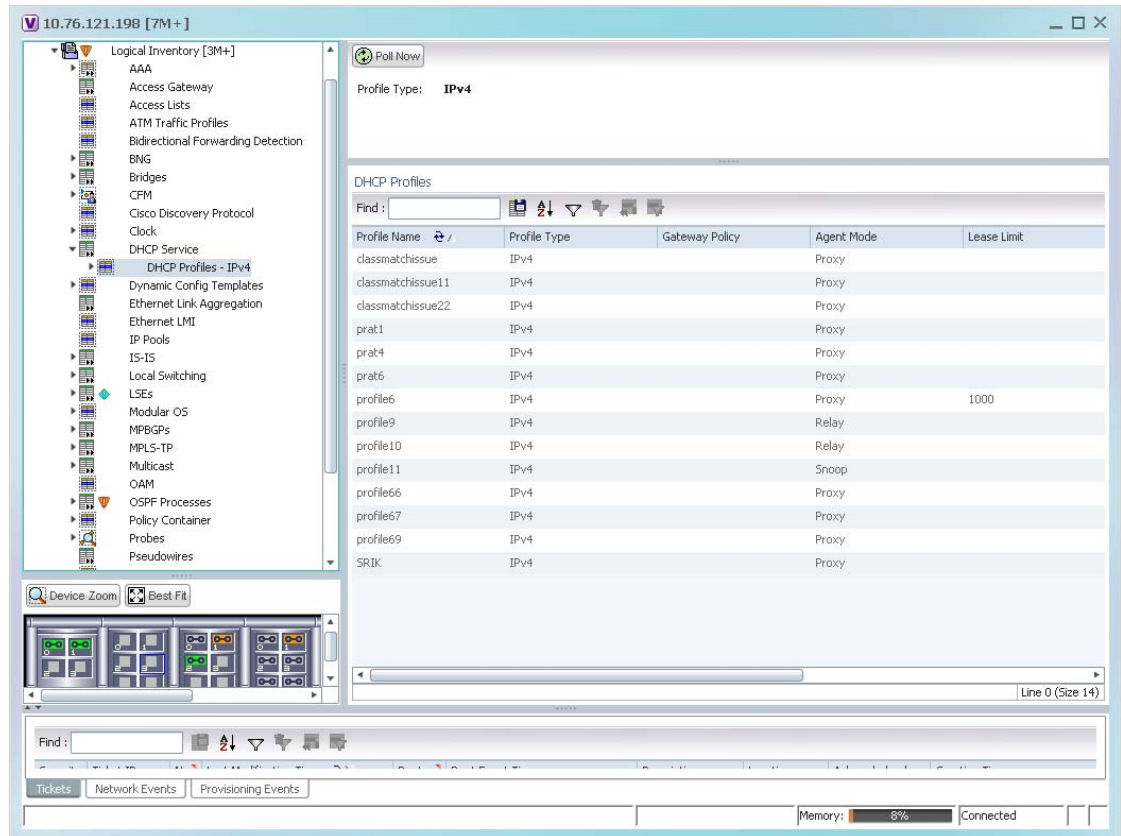 V 10.76.121.198 [7M+]
Logical Inventory [3M+]
AAA
Access Gateway
Access Lists
ATM Traffic Profiles
Bidirectional Forwarding Detection
BNG
Bridges
CFM
Cisco Discovery Protocol
Clock
DHCP Service
DHCP Profiles - IPv4
Dynamic Config Templates
Ethernet Link Aggregation
Ethernet LMI
IP Pools
IS-IS
Local Switching
LSEs
Modular OS
MPBGPs
MPLS-TP
Multicast
OAM
OSPF Processes
Policy Container
Probes
Pseudowires
Device Zoom Best Fit
Poll Now
Profile Type: IPv4
DHCP Profiles
Find :
Profile Name Profile Type Gateway Policy Agent Mode Lease Limit
classmatchissue IPv4 Proxy
classmatchissue11 IPv4 Proxy
classmatchissue22 IPv4 Proxy
prat1 IPv4 Proxy
prat4 IPv4 Proxy
prat6 IPv4 Proxy
profile6 IPv4 Proxy 1000
profile9 IPv4 Relay
profile10 IPv4 Relay
profile11 IPv4 Snoop
profile66 IPv4 Proxy
profile67 IPv4 Proxy
profile69 IPv4 Proxy
SRIK IPv4 Proxy
Line 0 (Size 14)
Find :
Tickets Network Events Provisioning Events
Memory: 8% Connected